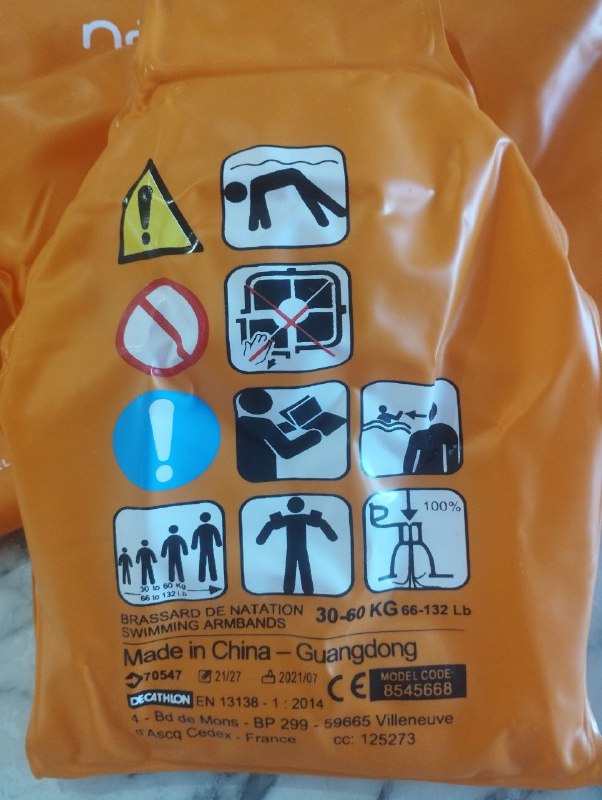 30 to 60 Kg
66 to 132 Lb
100%
BRASSARD DE NATATION
SWIMMING ARMBANDS
30-60 KG 66-132 Lb
Made in China – Guangdong
70547 21/27 2021/07
CE
MODEL CODE:
8545668
DECATHLON EN 13138 - 1 : 2014
4 - Bd de Mons - BP 299 - 59665 Villeneuve
d'Ascq Cedex - France cc: 125273